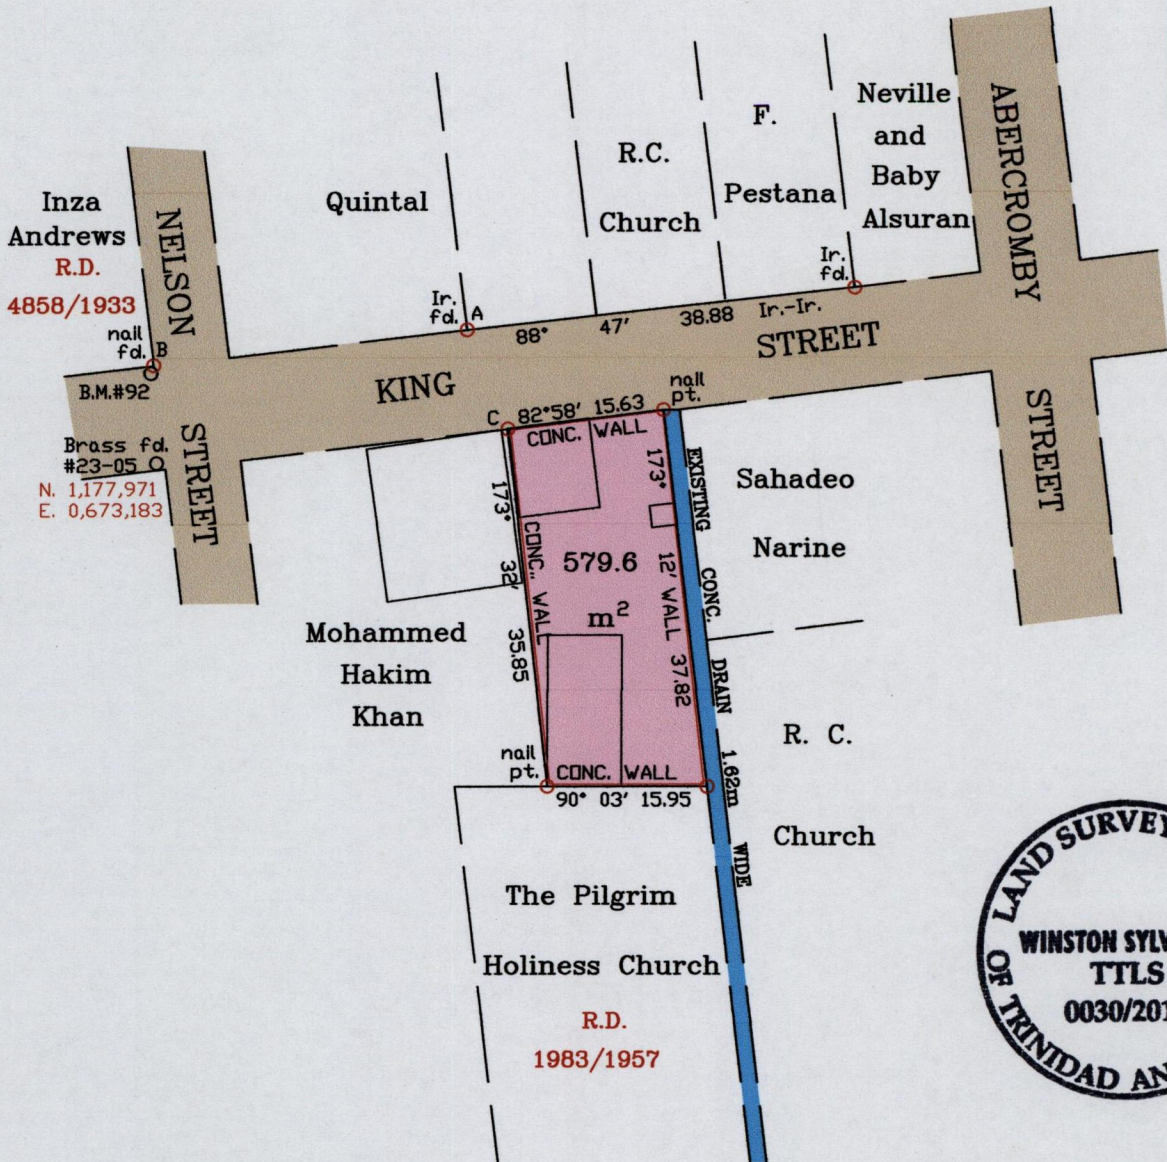 Neville
and
Baby
Alsuran
F.
Pestana
R.C.
Church
Quintal
Inza
Andrews
R.D.
4858/1933
NELSON
STREET
ABERCROMBY
STREET
nail
fd. B
B.M.#92
Ir.
fd. A
88° 47' 38.88 Ir.-Ir.
Ir.
fd.
KING STREET
Brass fd.
#23-05
N. 1,177,971
E. 0,673,183
C 82°58' 15.63
nail
pt.
CONC. WALL
173° 32' 35.85
CONC. WALL
579.6
m²
173° 12' 37.82
WALL
EXISTING CONC. DRAIN 1.62m WIDE
Sahadeo
Narine
Mohammed
Hakim
Khan
R. C.
Church
nail
pt.
CONC. WALL
90° 03' 15.95
The Pilgrim
Holiness Church
R.D.
1983/1957
LAND SURVEY
WINSTON
TTLS
OF TRINIDAD AN